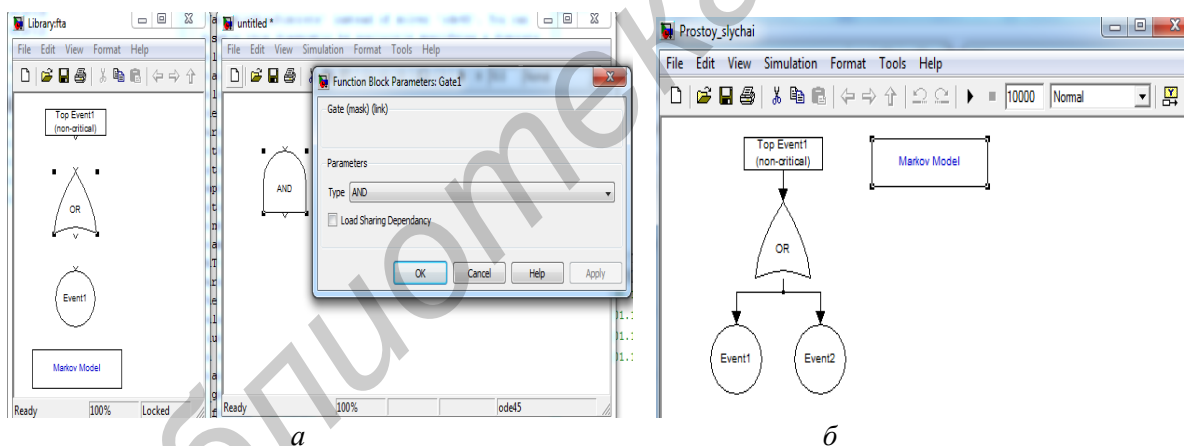 Library:fta
File Edit View Format Help
Top Event1
(non-critical)
OR
Event1
Markov Model
Ready 100% Locked
untitled *
File Edit View Simulation Format Tools Help
AND
Function Block Parameters: Gate1
Gate (mask) (link)
Parameters
Type AND
Load Sharing Dependancy
OK Cancel Help Apply
Ready 100% ode45
Prostoy_slychai
File Edit View Simulation Format Tools Help
10000 Normal
Top Event1
(non-critical)
Markov Model
OR
Event1 Event2
а б